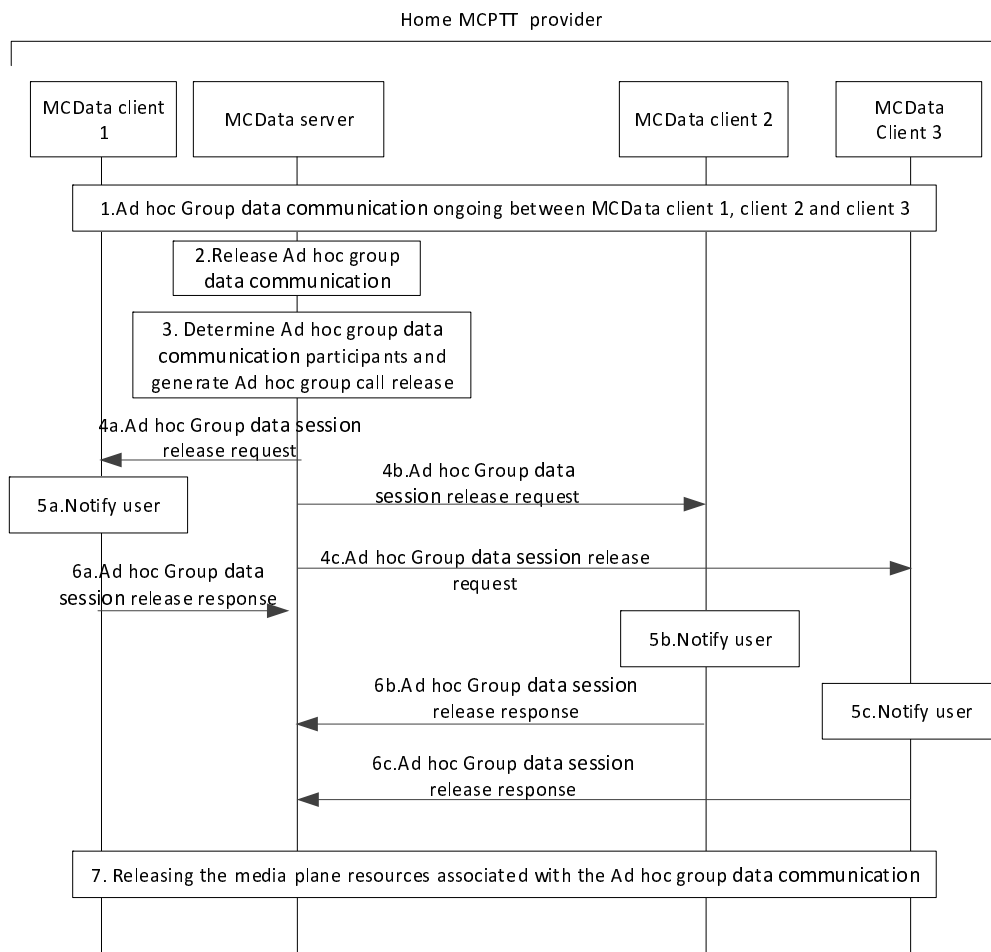 Home MCPTT  provider
MCData client
1
MCData server
MCData client 2
MCData
Client 3
1.Ad hoc Group data communication ongoing between MCData client 1, client 2 and client 3
2.Release Ad hoc group
data communication
3. Determine Ad hoc group data
communication participants and
generate Ad hoc group call release
4a.Ad hoc Group data session
release request
4b.Ad hoc Group data
session release request
5a.Notify user
4c.Ad hoc Group data session release
request
6a.Ad hoc Group data
session release response
5b.Notify user
6b.Ad hoc Group data session
release response
5c.Notify user
6c.Ad hoc Group data session
release response
7. Releasing the media plane resources associated with the Ad hoc group data communication